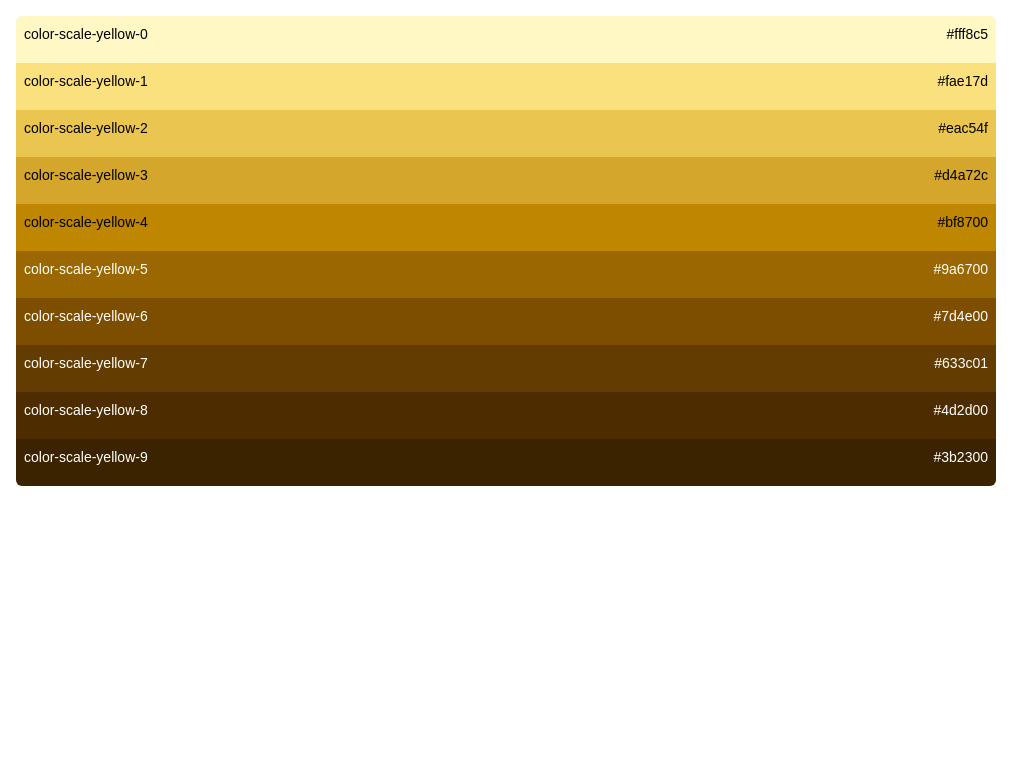 color-scale-yellow-0 #fff8c5
color-scale-yellow-1 #fae17d
color-scale-yellow-2 #eac54f
color-scale-yellow-3 #d4a72c
color-scale-yellow-4 #bf8700
color-scale-yellow-5 #9a6700
color-scale-yellow-6 #7d4e00
color-scale-yellow-7 #633c01
color-scale-yellow-8 #4d2d00
color-scale-yellow-9 #3b2300